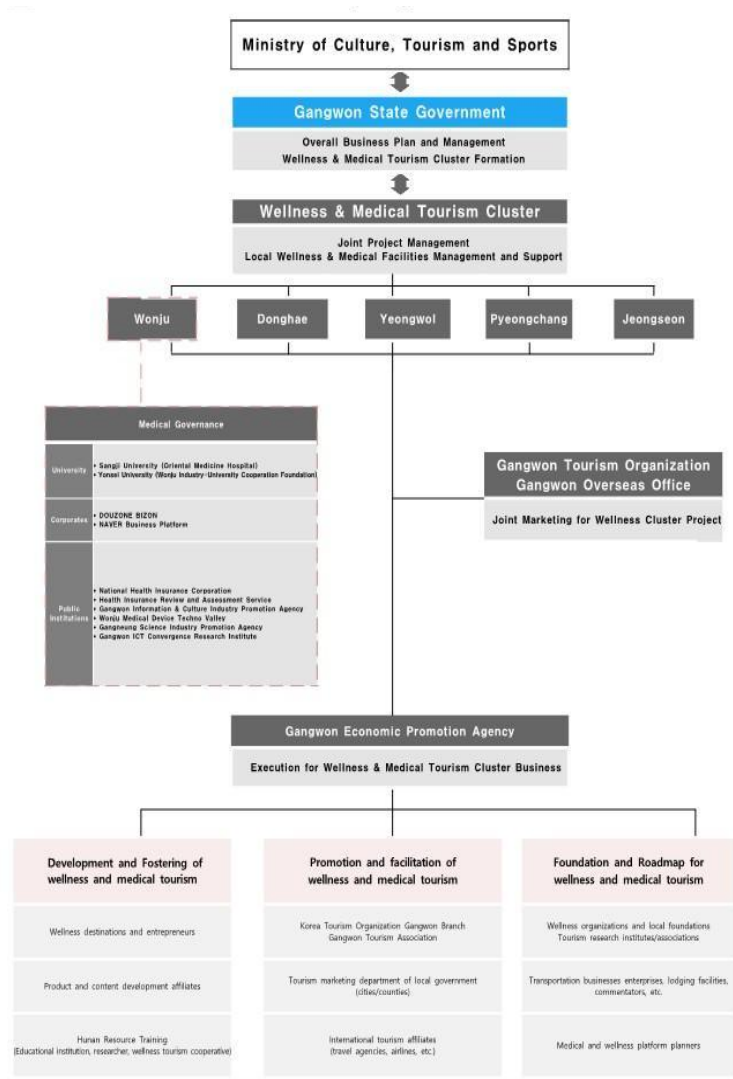 Ministry of Culture, Tourism and Sports
Gangwon State Government
Overall Business Plan and Management
Wellness & Medical Tourism Cluster Formation
Wellness & Medical Tourism Cluster
Joint Project Management
Local Wellness & Medical Facilities Management and Support
Wonju
Donghae
Yeongwol
Pyeongchang
Jeongseon
Medical Governance
University
• Sangji University (Oriental Medicine Hospital)
• Yonsei University (Wonju Industry-University Cooperation Foundation)
Corporates
• DOUZONE BIZON
• NAVER Business Platform
Public
Institutions
• National Health Insurance Corporation
• Health Insurance Review and Assessment Service
• Gangwon Information & Culture Industry Promotion Agency
• Wonju Medical Device Techno Valley
• Gangneung Science Industry Promotion Agency
• Gangwon ICT Convergence Research Institute
Gangwon Tourism Organization
Gangwon Overseas Office
Joint Marketing for Wellness Cluster Project
Gangwon Economic Promotion Agency
Execution for Wellness & Medical Tourism Cluster Business
Development and Fostering of
wellness and medical tourism
Wellness destinations and entrepreneurs
Product and content development affiliates
Hunan Resource Training
(Educational institution, researcher, wellness tourism cooperative)
Promotion and facilitation of
wellness and medical tourism
Korea Tourism Organization Gangwon Branch
Gangwon Tourism Association
Tourism marketing department of local government
(cities/counties)
International tourism affiliates
(travel agencies, airlines, etc.)
Foundation and Roadmap for
wellness and medical tourism
Wellness organizations and local foundations
Tourism research institutes/associations
Transportation businesses enterprises, lodging facilities,
commentators, etc.
Medical and wellness platform planners